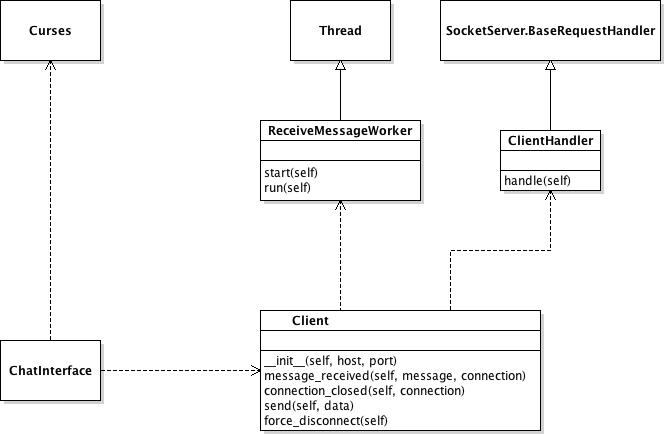 Curses
Thread
SocketServer.BaseRequestHandler
ReceiveMessageWorker
start(self)
run(self)
ClientHandler
handle(self)
ChatInterface
Client
__init__(self, host, port)
message_received(self, message, connection)
connection_closed(self, connection)
send(self, data)
force_disconnect(self)